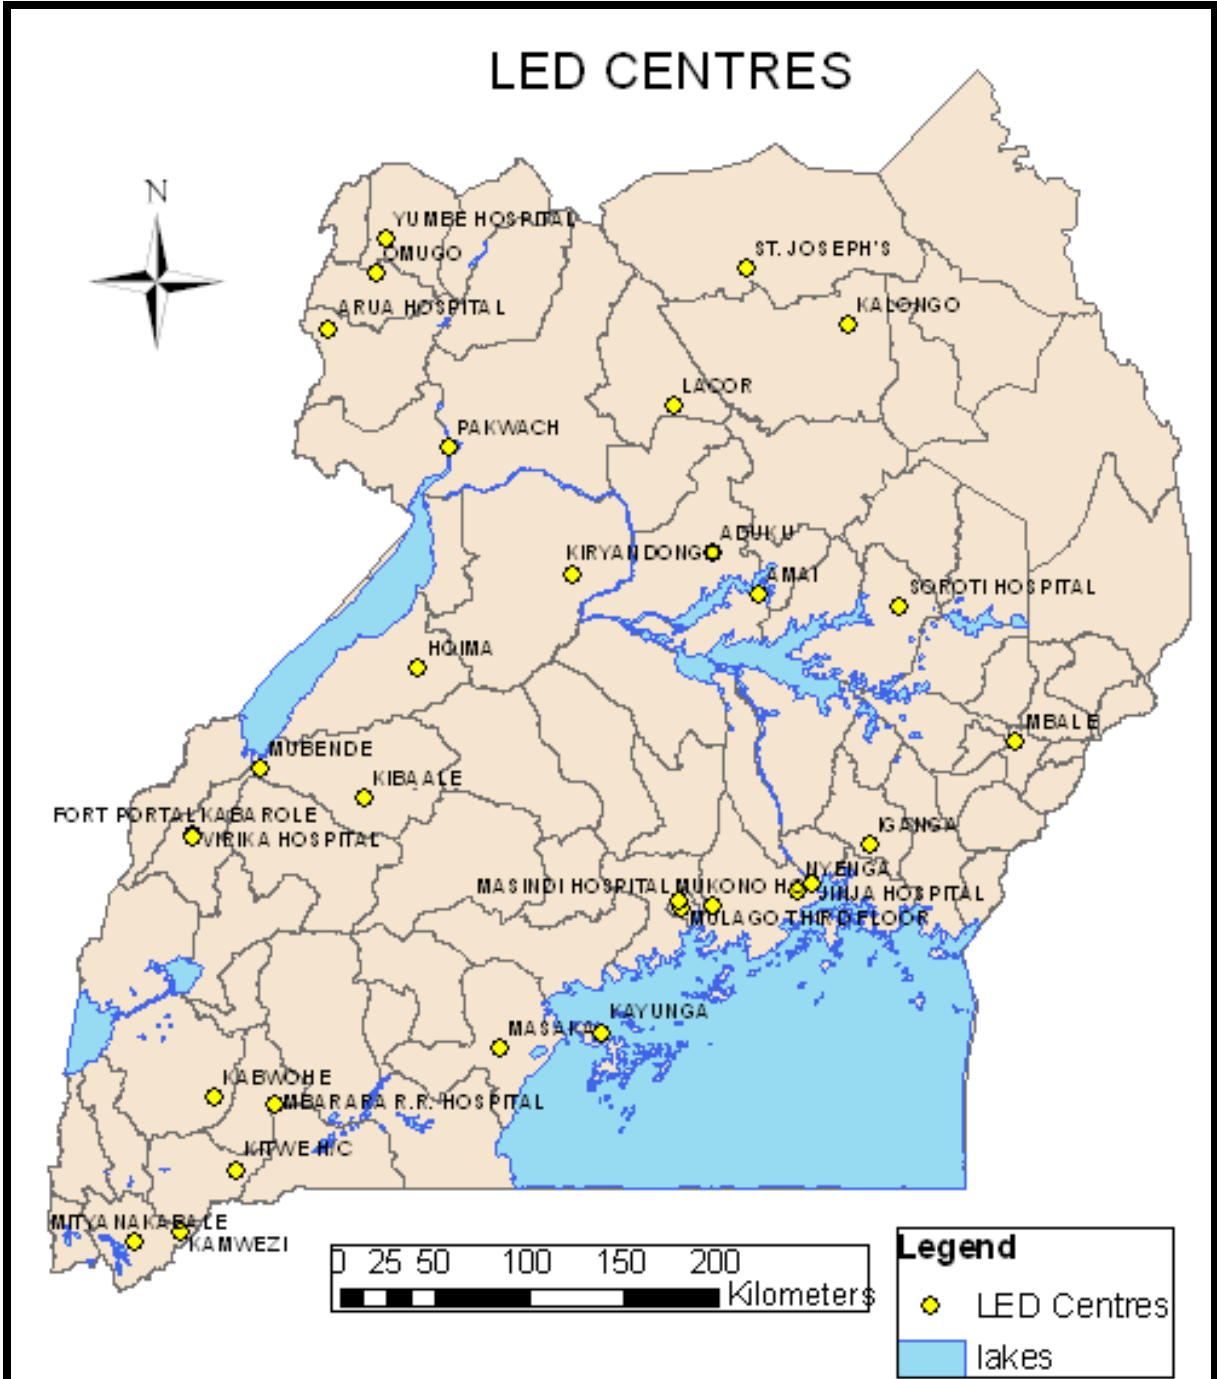 LED CENTRES
N
YUMBE HOSPITAL
OMUGO
ST. JOSEPH'S
ARUA HOSPITAL
KALONGO
LACOR
PAKWACH
ADUKU
KIRYANDONGO
AMAI
SOROTI HOSPITAL
HOIMA
MBALE
MUBENDE
KIBAALE
FORT PORTAL KABAROLE
VIRIKA HOSPITAL
IGANGA
NYENGA
MASINDI HOSPITAL
MUKONO H
JINJA HOSPITAL
MULAGO THIRD FLOOR
KAYUNGA
MASAKA
KABWOHE
MBARARA R.R. HOSPITAL
KITWE H/C
MITYANA KABALE
KAMWEZI
0 25 50 100 150 200
Kilometers
Legend
LED Centres
lakes